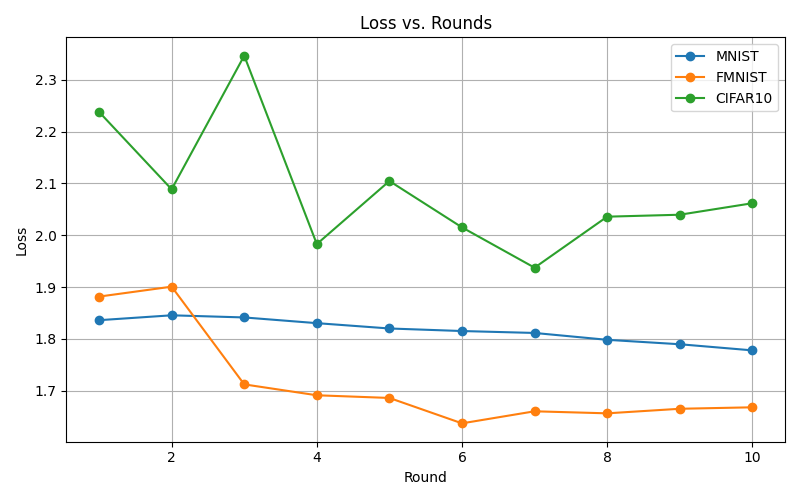 Loss vs. Rounds
MNIST
FMNIST
CIFAR10
2.3
2.2
2.1
2.0
1.9
1.8
1.7
Loss
2 4 6 8 10
Round